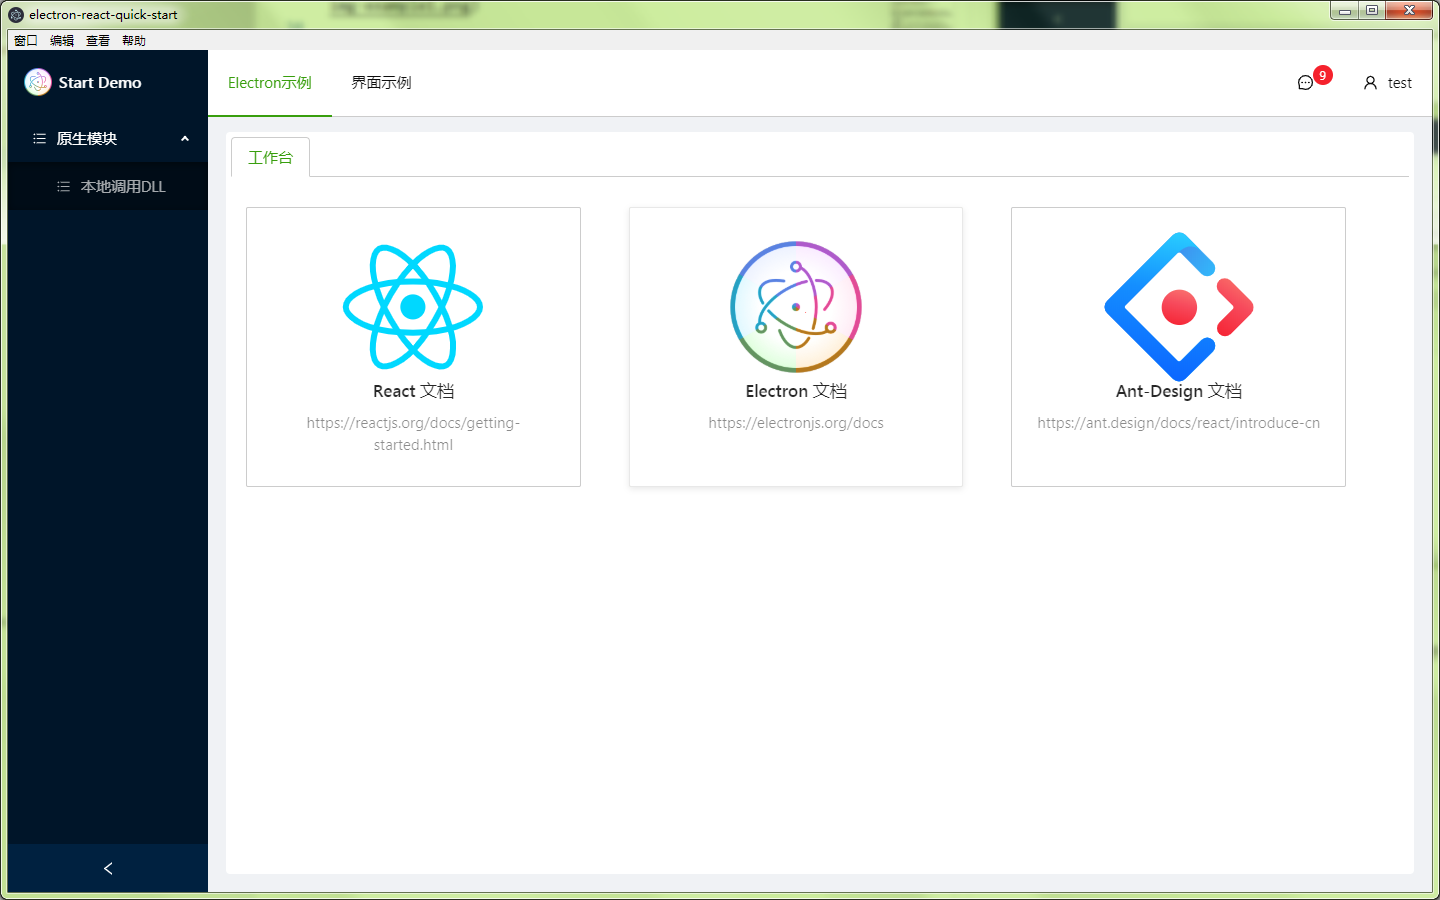 electron-react-quick-start
窗口 编辑 查看 帮助
Start Demo
Electron示例 界面示例
9
test
原生模块
本地调用DLL
工作台
React 文档
https://reactjs.org/docs/getting-
started.html
Electron 文档
https://electronjs.org/docs
Ant-Design 文档
https://ant.design/docs/react/introduce-cn